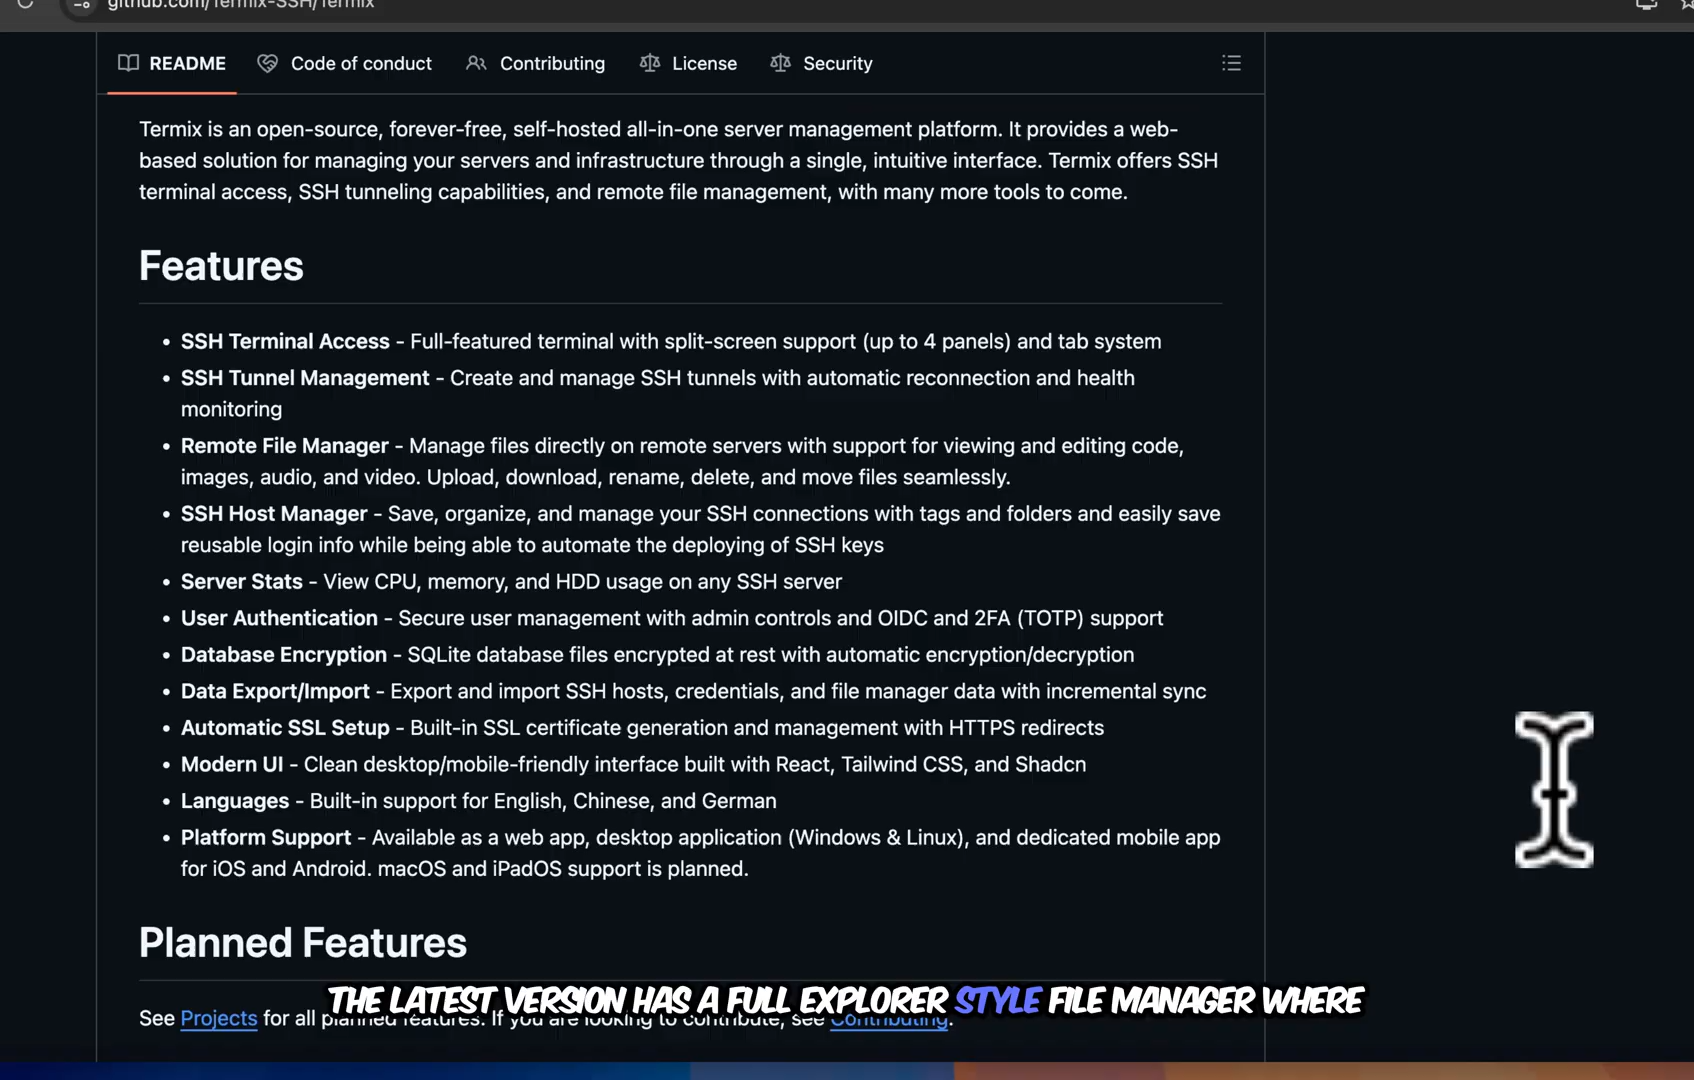 github.com/Termix-SSH/Termix
README Code of conduct Contributing License Security
Termix is an open-source, forever-free, self-hosted all-in-one server management platform. It provides a web-
based solution for managing your servers and infrastructure through a single, intuitive interface. Termix offers SSH
terminal access, SSH tunneling capabilities, and remote file management, with many more tools to come.
Features
• SSH Terminal Access - Full-featured terminal with split-screen support (up to 4 panels) and tab system
• SSH Tunnel Management - Create and manage SSH tunnels with automatic reconnection and health
monitoring
• Remote File Manager - Manage files directly on remote servers with support for viewing and editing code,
images, audio, and video. Upload, download, rename, delete, and move files seamlessly.
• SSH Host Manager - Save, organize, and manage your SSH connections with tags and folders and easily save
reusable login info while being able to automate the deploying of SSH keys
• Server Stats - View CPU, memory, and HDD usage on any SSH server
• User Authentication - Secure user management with admin controls and OIDC and 2FA (TOTP) support
• Database Encryption - SQLite database files encrypted at rest with automatic encryption/decryption
• Data Export/Import - Export and import SSH hosts, credentials, and file manager data with incremental sync
• Automatic SSL Setup - Built-in SSL certificate generation and management with HTTPS redirects
• Modern UI - Clean desktop/mobile-friendly interface built with React, Tailwind CSS, and Shadcn
• Languages - Built-in support for English, Chinese, and German
• Platform Support - Available as a web app, desktop application (Windows & Linux), and dedicated mobile app
for iOS and Android. macOS and iPadOS support is planned.
Planned Features
THE LATEST VERSION HAS A FULL EXPLORER STYLE FILE MANAGER WHERE
See Projects for all planned features. If you are looking to contribute, see Contributing.